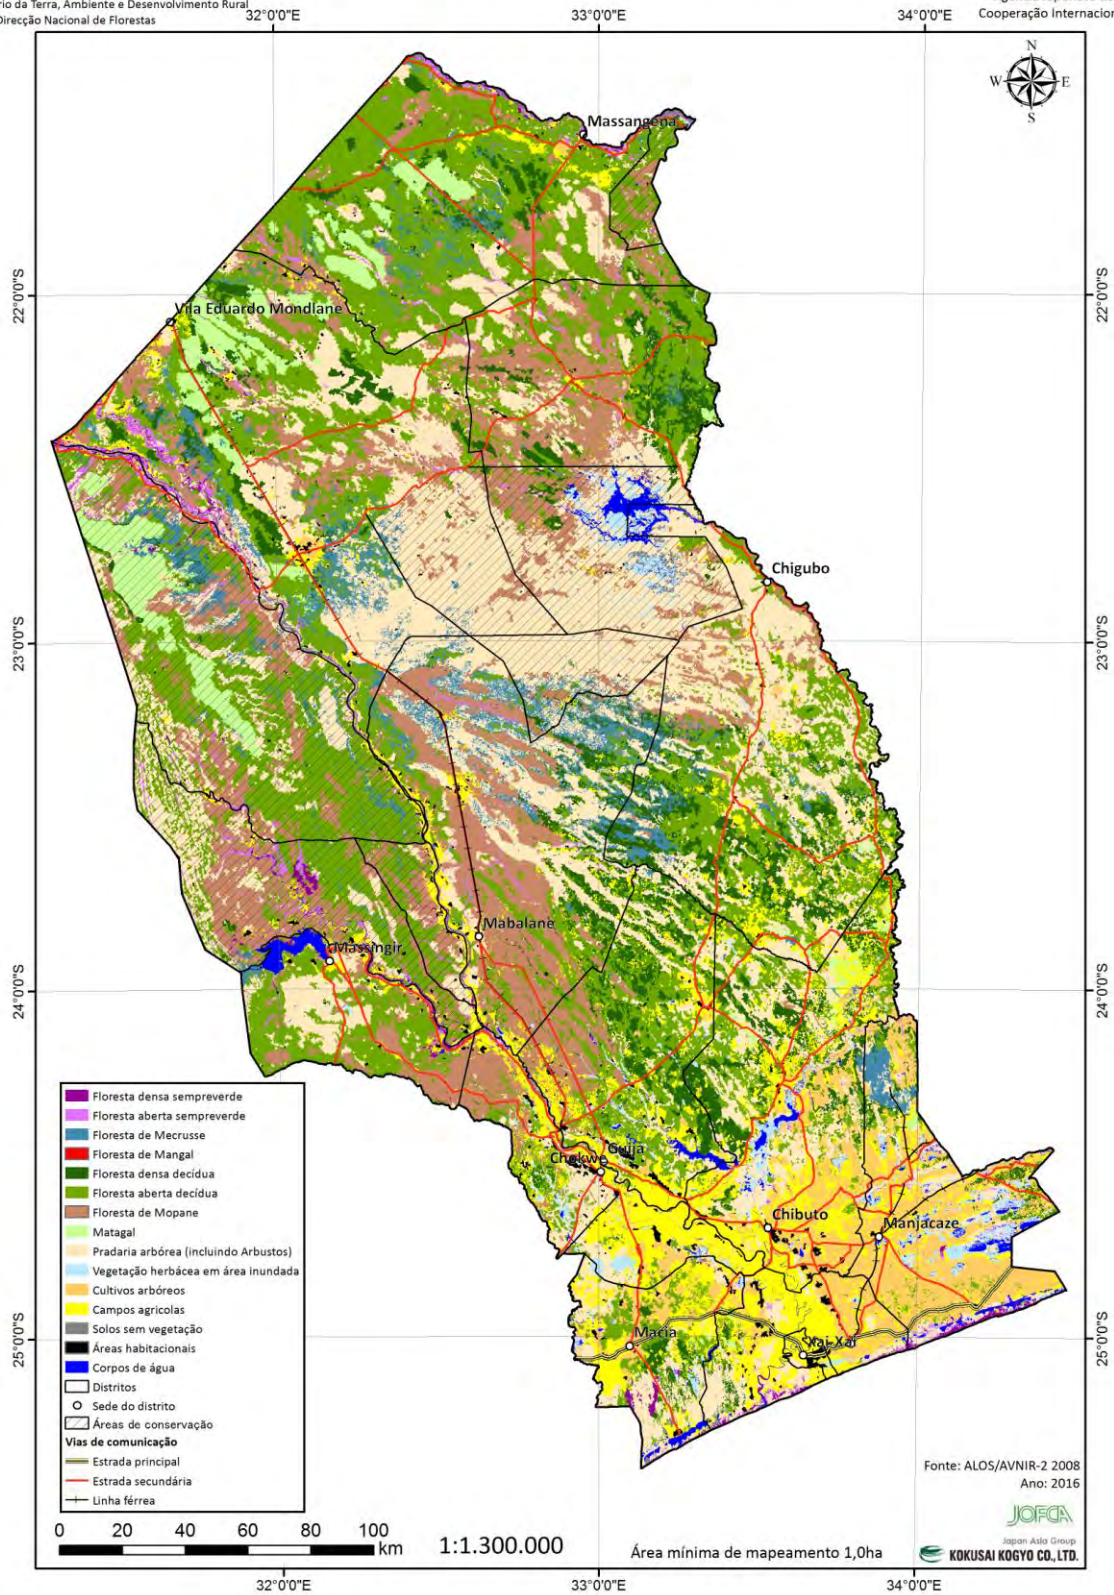 rio da Terra, Ambiente e Desenvolvimento Rural
Direcção Nacional de Florestas
Cooperação Internacion
32°0'0"E
33°0'0"E
34°0'0"E
N
W
E
S
Massangena
22°0'0"S
22°0'0"S
Vila Eduardo Mondlane
Chigubo
23°0'0"S
23°0'0"S
Mabalane
Massingir
24°0'0"S
24°0'0"S
Chokwe
Guija
Chibuto
Manjacaze
25°0'0"S
25°0'0"S
Macia
Xai-Xai
Floresta densa sempreverde
Floresta aberta sempreverde
Floresta de Mecrusse
Floresta de Mangal
Floresta densa decídua
Floresta aberta decídua
Floresta de Mopane
Matagal
Pradaria arbórea (incluindo Arbustos)
Vegetação herbácea em área inundada
Cultivos arbóreos
Campos agricolas
Solos sem vegetação
Áreas habitacionais
Corpos de água
Distritos
Sede do distrito
Áreas de conservação
Vias de comunicação
Estrada principal
Estrada secundária
Linha férrea
Fonte: ALOS/AVNIR-2 2008
Ano: 2016
JOFCA
Japan Asia Group
KOKUSAI KOGYO CO., LTD.
0 20 40 60 80 100
km
1:1.300.000
Área mínima de mapeamento 1,0ha
32°0'0"E
33°0'0"E
34°0'0"E